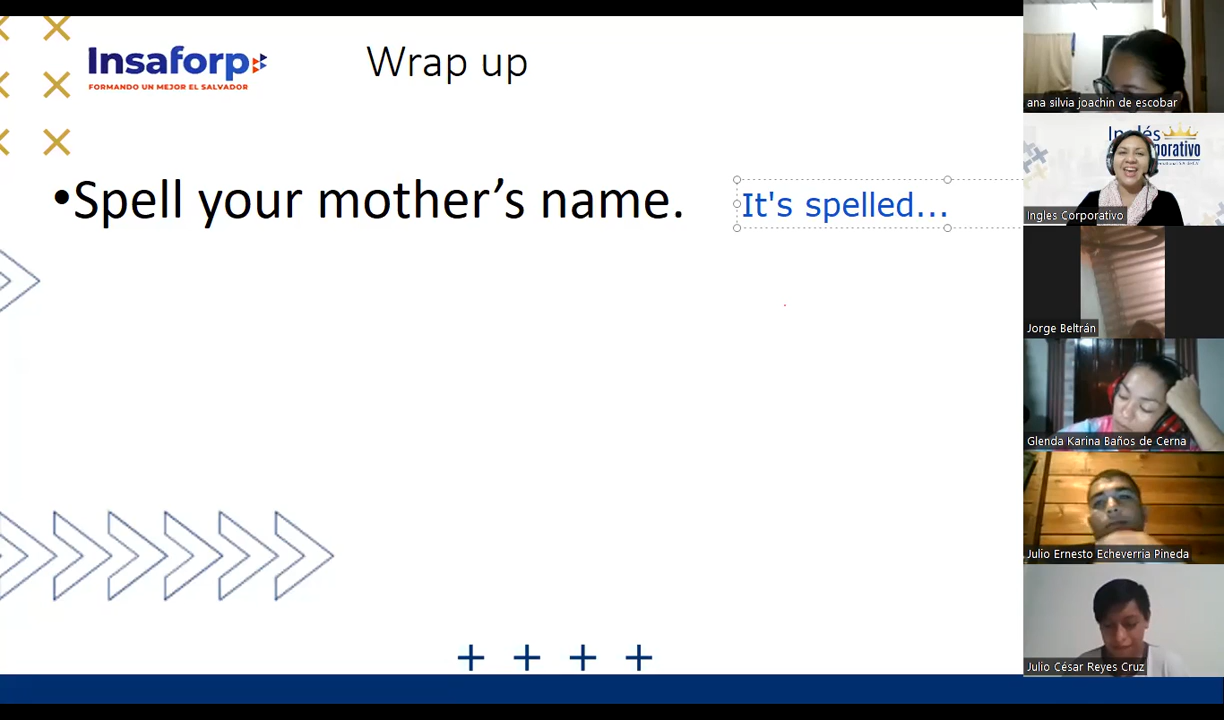 Insaforp
FORMANDO UN MEJOR EL SALVADOR
Wrap up
•Spell your mother’s name.
It's spelled...
ana silvia joachin de escobar
Ingles Corporativo
Jorge Beltrán
Glenda Karina Baños de Cerna
Julio Ernesto Echeverria Pineda
Julio César Reyes Cruz